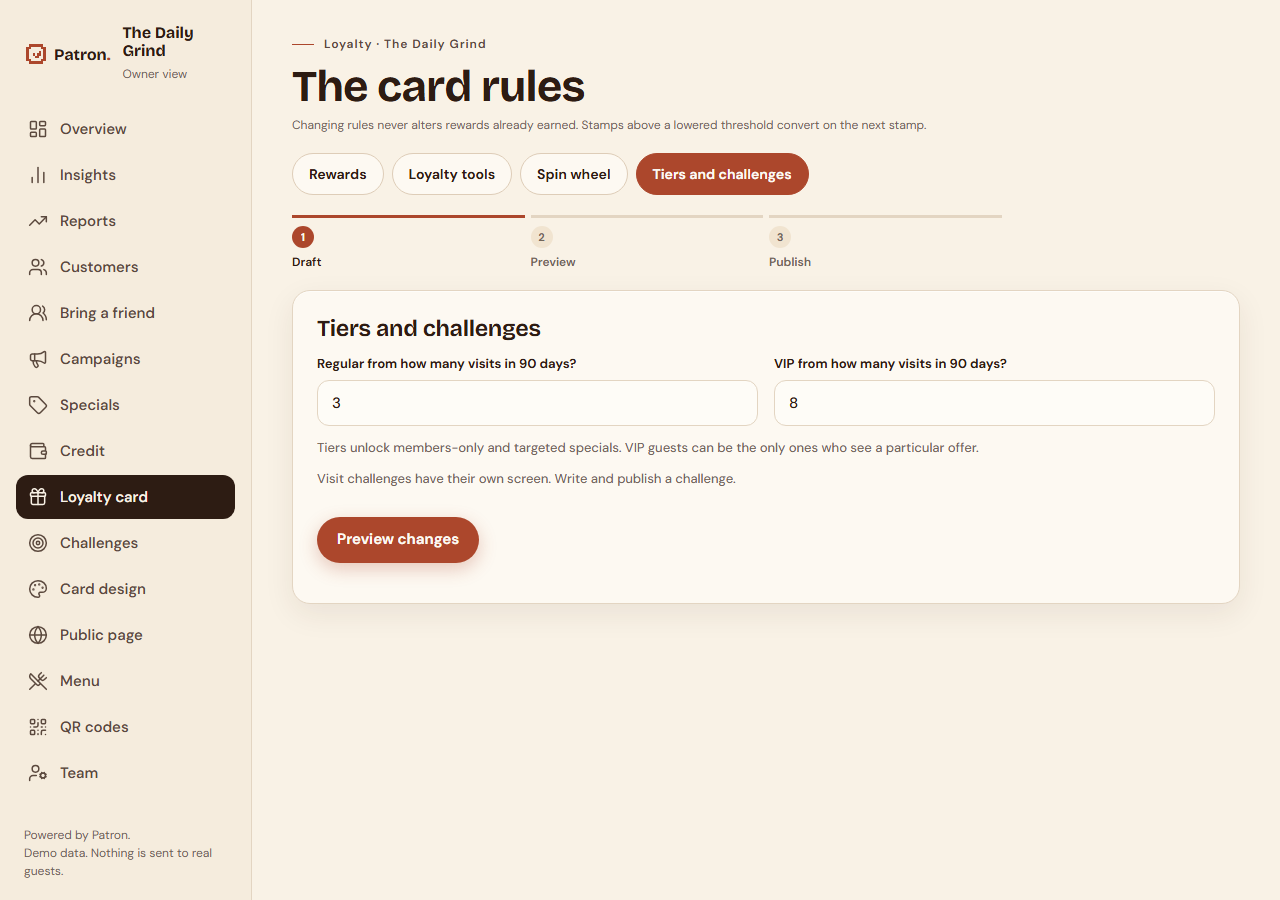 Patron.
The Daily
Grind
Owner view
Overview
Insights
Reports
Customers
Bring a friend
Campaigns
Specials
Credit
Loyalty card
Challenges
Card design
Public page
Menu
QR codes
Team
Powered by Patron.
Demo data. Nothing is sent to real
guests.
Loyalty · The Daily Grind
The card rules
Changing rules never alters rewards already earned. Stamps above a lowered threshold convert on the next stamp.
Rewards Loyalty tools Spin wheel Tiers and challenges
1 2 3
Draft Preview Publish
Tiers and challenges
Regular from how many visits in 90 days? VIP from how many visits in 90 days?
3 8
Tiers unlock members-only and targeted specials. VIP guests can be the only ones who see a particular offer.
Visit challenges have their own screen. Write and publish a challenge.
Preview changes